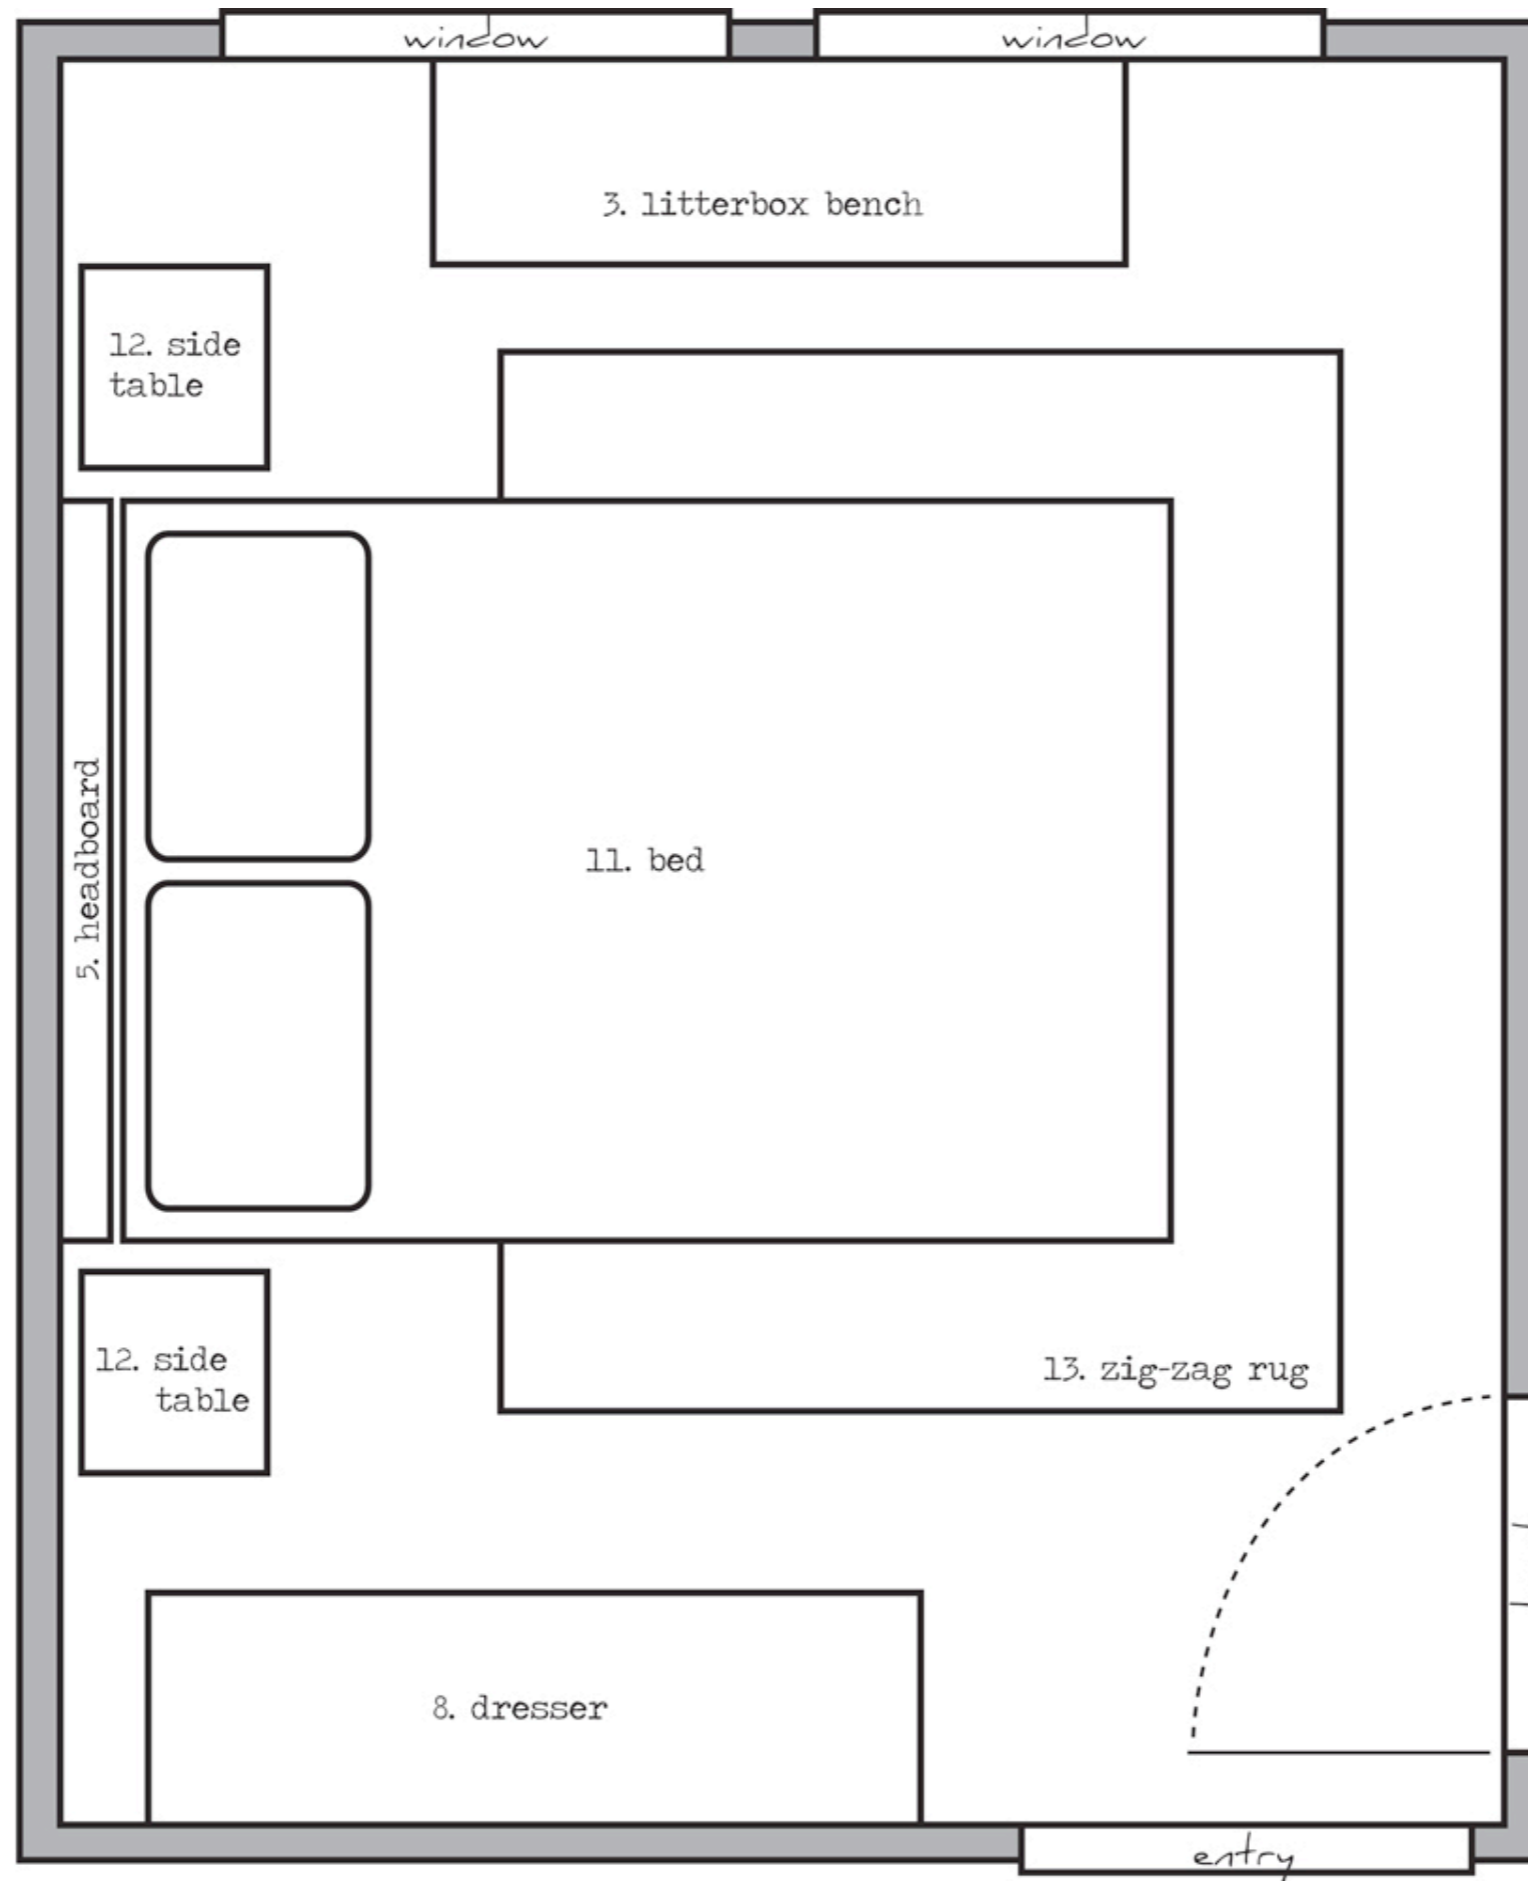 window
window
3. litterbox bench
12. side
table
5. headboard
11. bed
12. side
table
13. zig-zag rug
8. dresser
entry